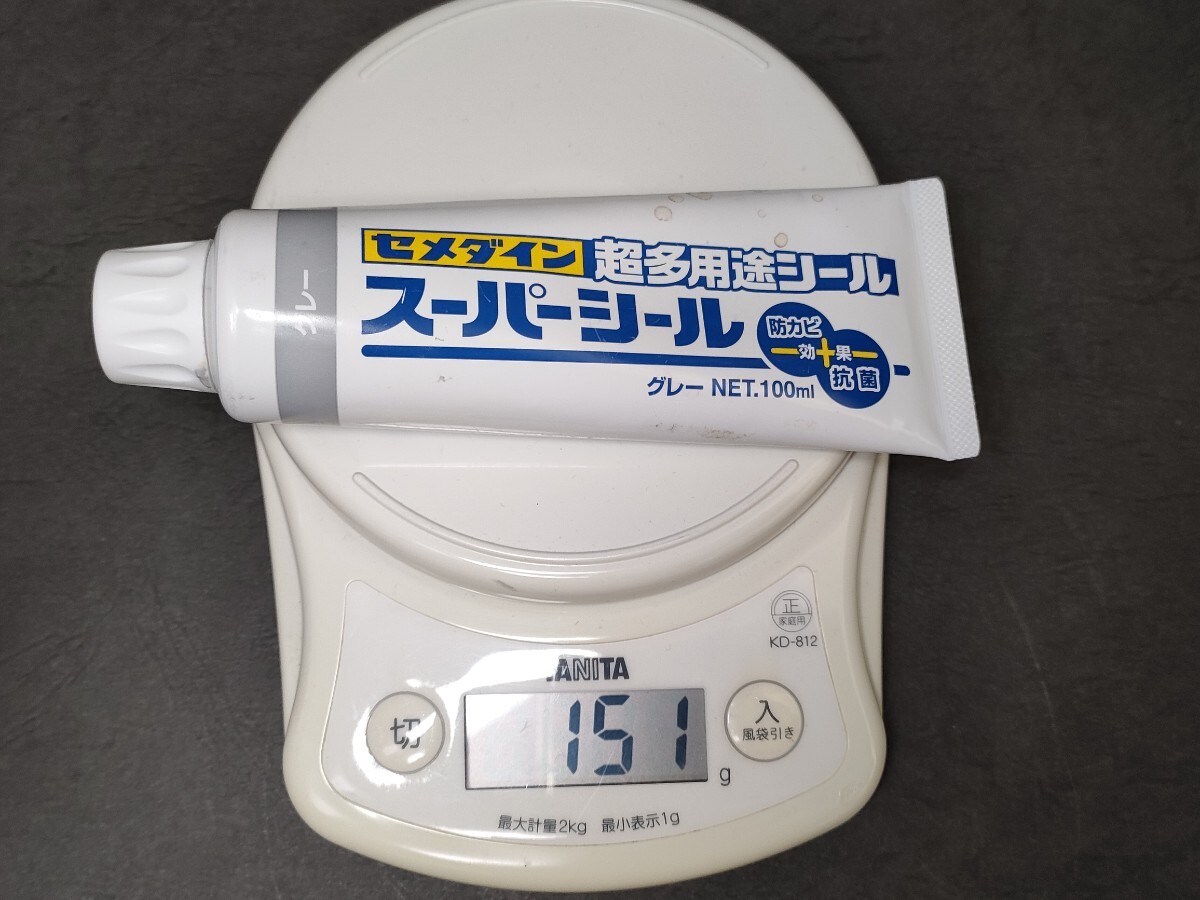 グレー
セメダイン 超多用途シール
スーパーシール
防カビ
効+果
抗菌
グレー NET.100ml
正
家庭用
KD-812
TANITA
切
151 g
入
風袋引き
最大計量2kg 最小表示1g